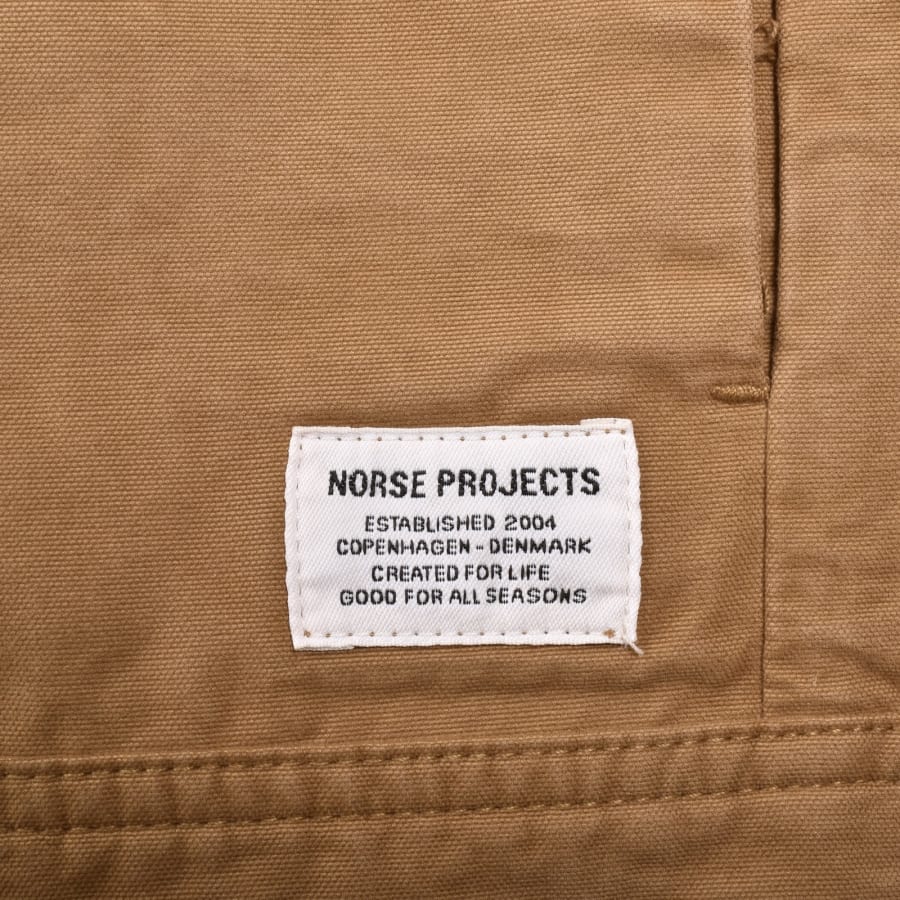 NORSE PROJECTS
ESTABLISHED 2004
COPENHAGEN - DENMARK
CREATED FOR LIFE
GOOD FOR ALL SEASONS